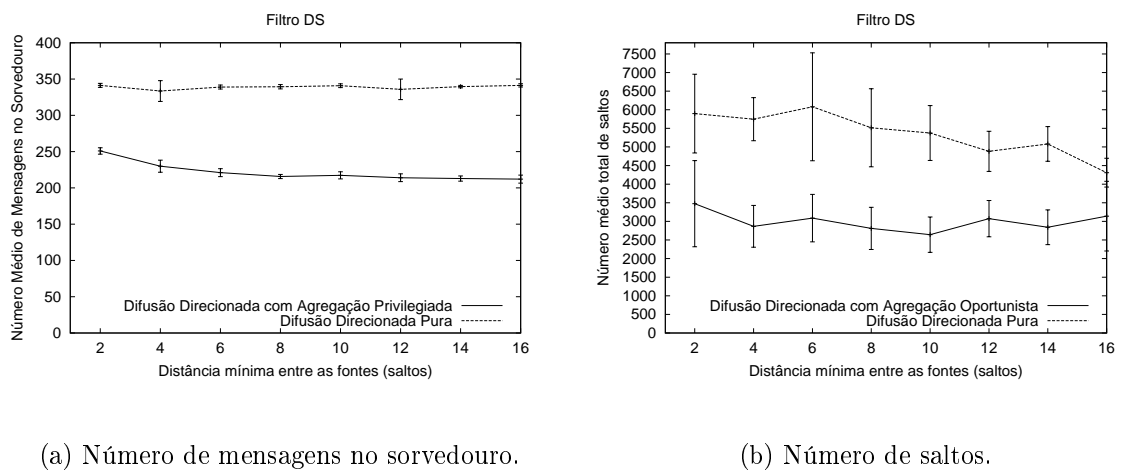 Filtro DS
Número Médio de Mensagens no Sorvedouro
400
350
300
250
200
150
100
50
0
Difusão Direcionada com Agregação Privilegiada
Difusão Direcionada Pura
2 4 6 8 10 12 14 16
Distância mínima entre as fontes (saltos)
(a) Número de mensagens no sorvedouro.
Filtro DS
Número médio total de saltos
7500
7000
6500
6000
5500
5000
4500
4000
3500
3000
2500
2000
1500
1000
500
0
Difusão Direcionada com Agregação Oportunista
Difusão Direcionada Pura
2 4 6 8 10 12 14 16
Distância mínima entre as fontes (saltos)
(b) Número de saltos.